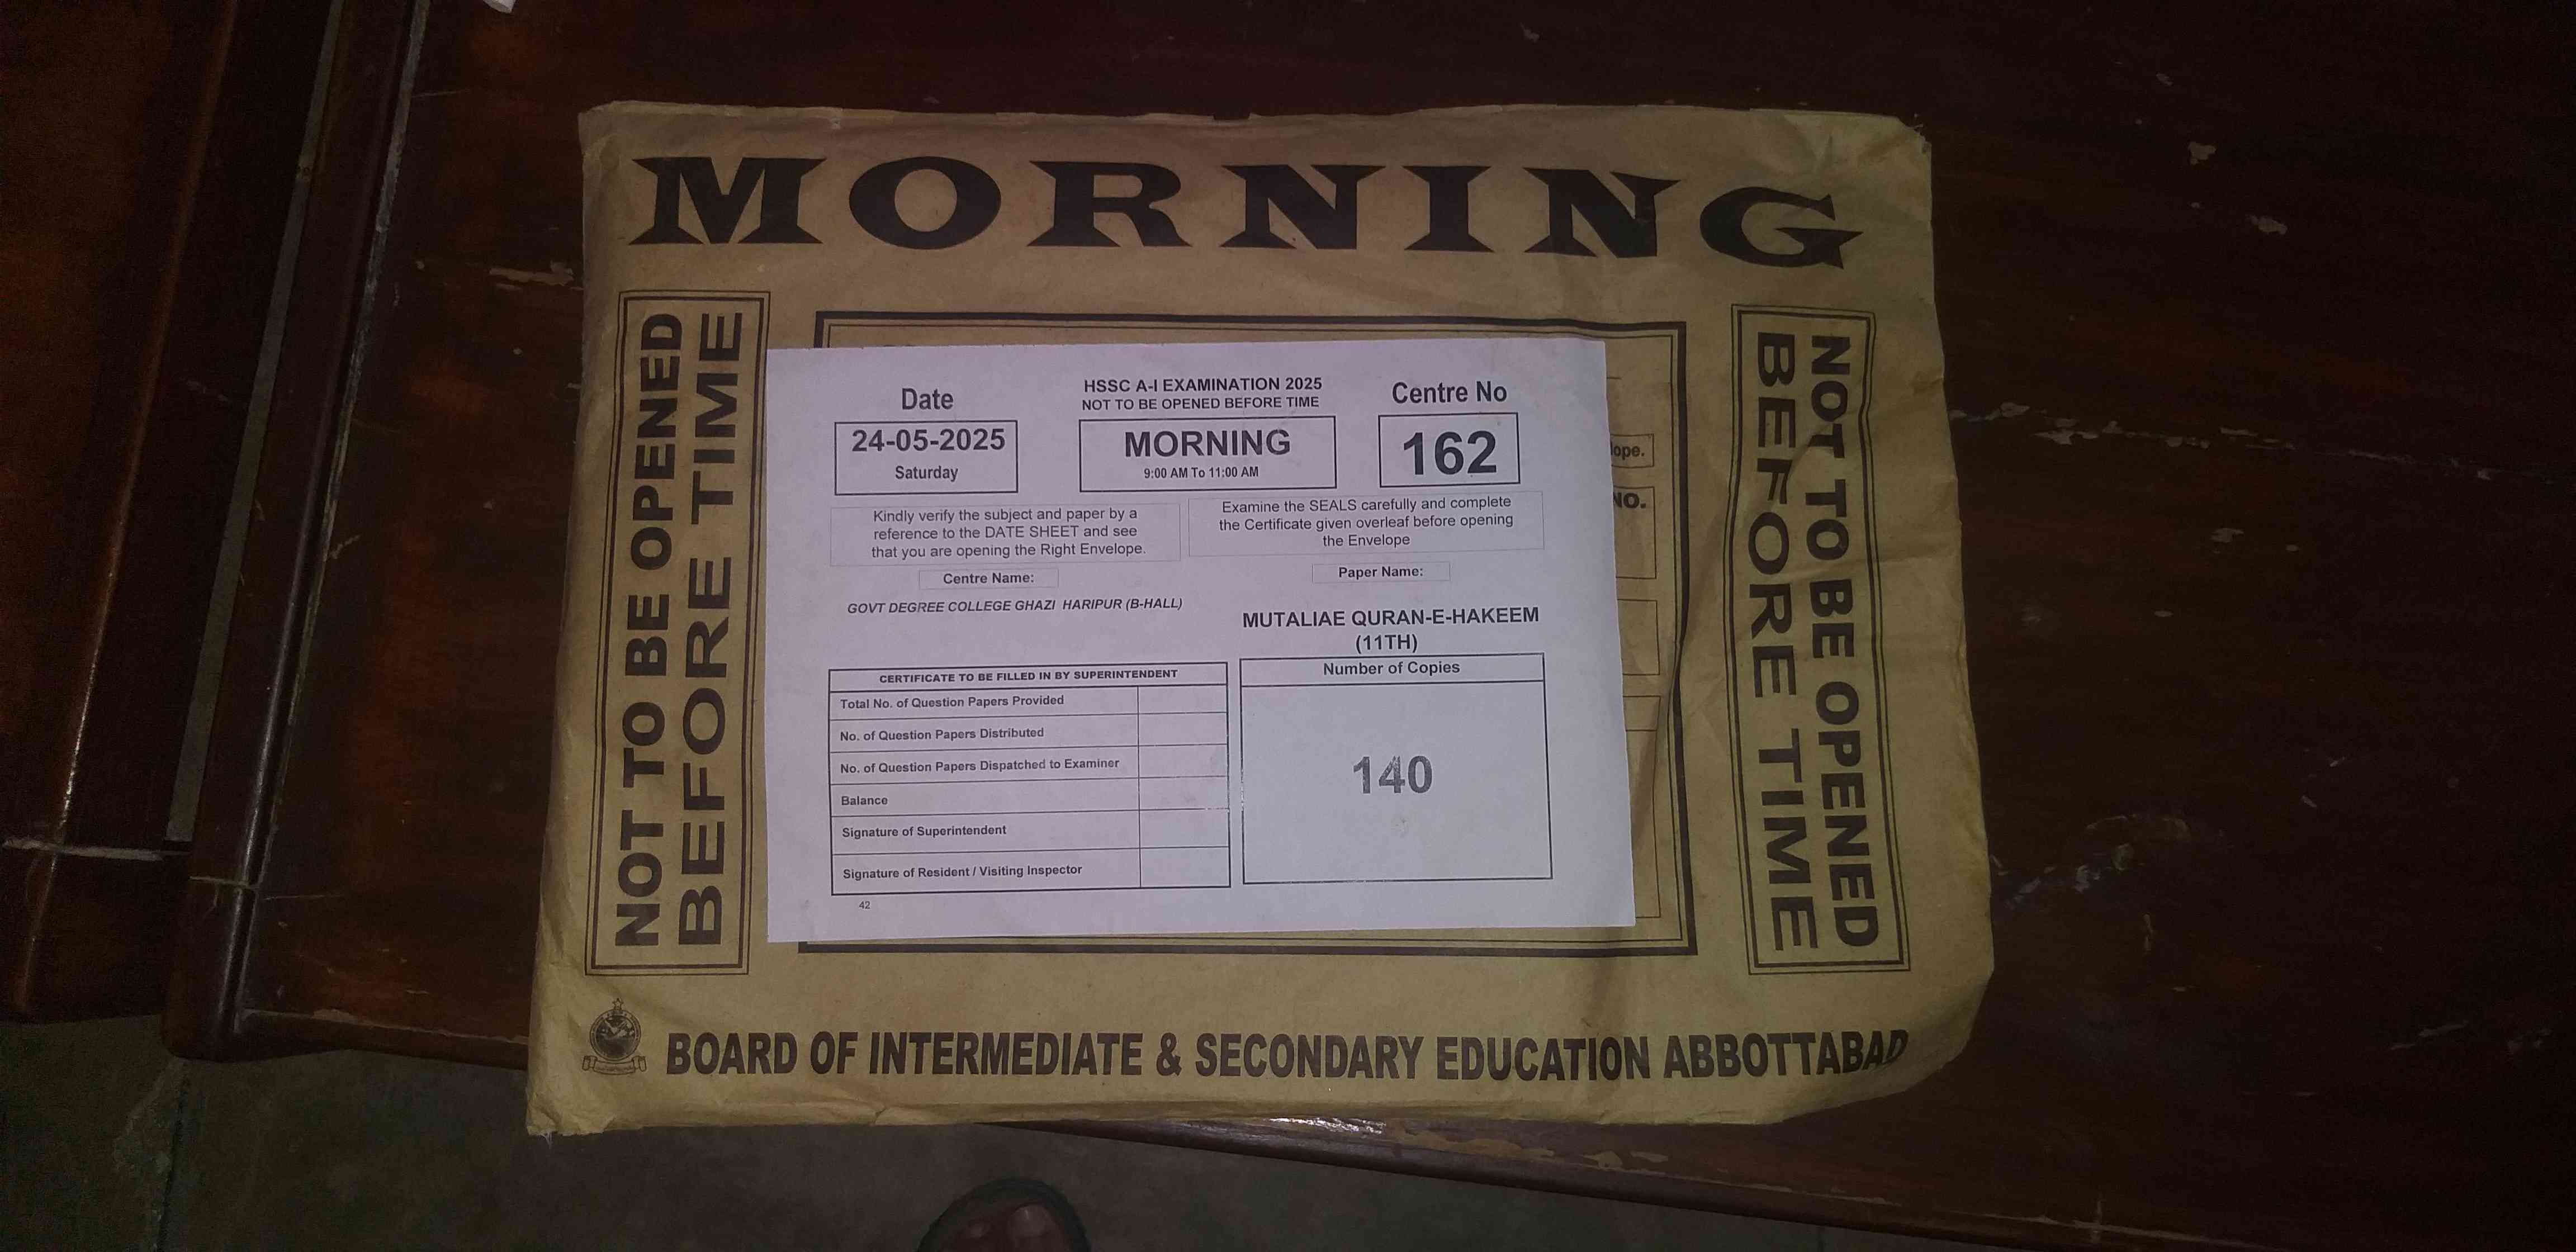 MORNING
NOT TO BE OPENED
BEFORE TIME
Date
24-05-2025
Saturday
HSSC A-I EXAMINATION 2025
NOT TO BE OPENED BEFORE TIME
MORNING
9:00 AM To 11:00 AM
Centre No
162
Kindly verify the subject and paper by a
reference to the DATE SHEET and see
that you are opening the Right Envelope.
Examine the SEALS carefully and complete
the Certificate given overleaf before opening
the Envelope
Centre Name:
GOVT DEGREE COLLEGE GHAZI HARIPUR (B-HALL)
Paper Name:
MUTALIAE QURAN-E-HAKEEM
(11TH)
CERTIFICATE TO BE FILLED IN BY SUPERINTENDENT
Total No. of Question Papers Provided
No. of Question Papers Distributed
No. of Question Papers Dispatched to Examiner
Balance
Signature of Superintendent
Signature of Resident / Visiting Inspector
Number of Copies
140
42
ope.
NO.
NOT TO BE OPENED
BEFORE TIME
BOARD OF INTERMEDIATE & SECONDARY EDUCATION ABBOTTABAD